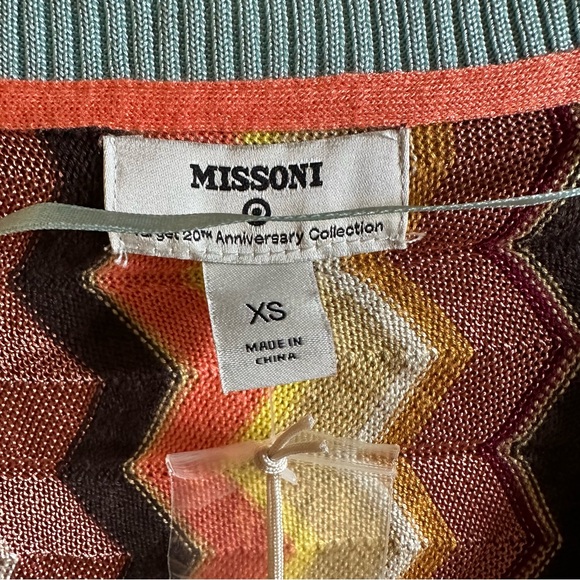 MISSONI
20TH Anniversary Collection
XS
MADE IN
CHINA